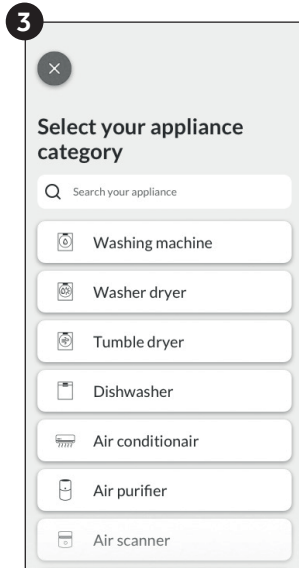 3
Select your appliance
category
Search your appliance
Washing machine
Washer dryer
Tumble dryer
Dishwasher
Air conditionair
Air purifier
Air scanner